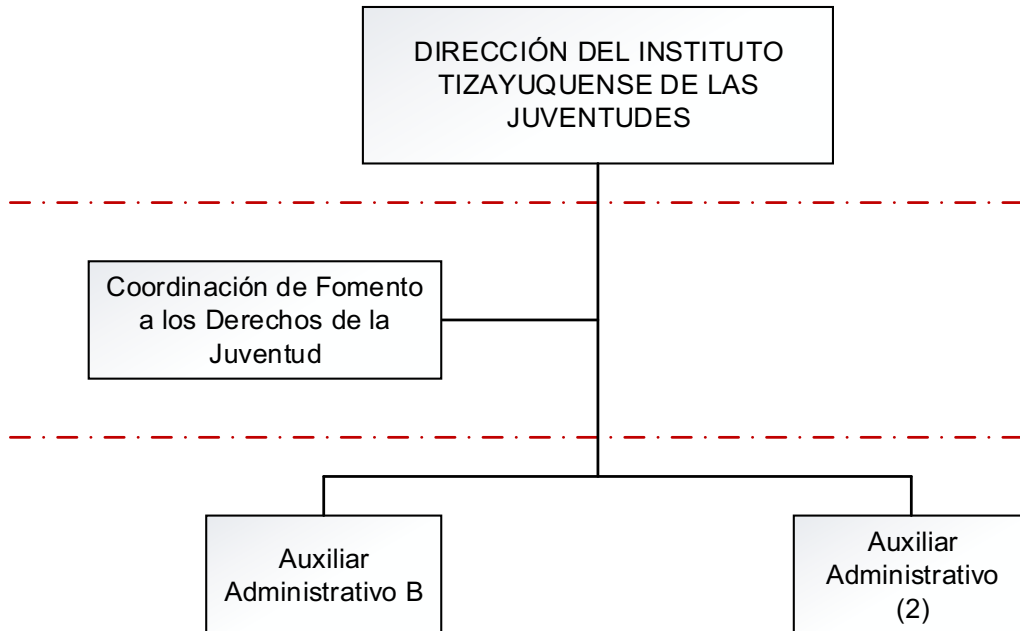 DIRECCIÓN DEL INSTITUTO
TIZAYUQUENSE DE LAS
JUVENTUDES
Coordinación de Fomento
a los Derechos de la
Juventud
Auxiliar
Administrativo B
Auxiliar
Administrativo
(2)